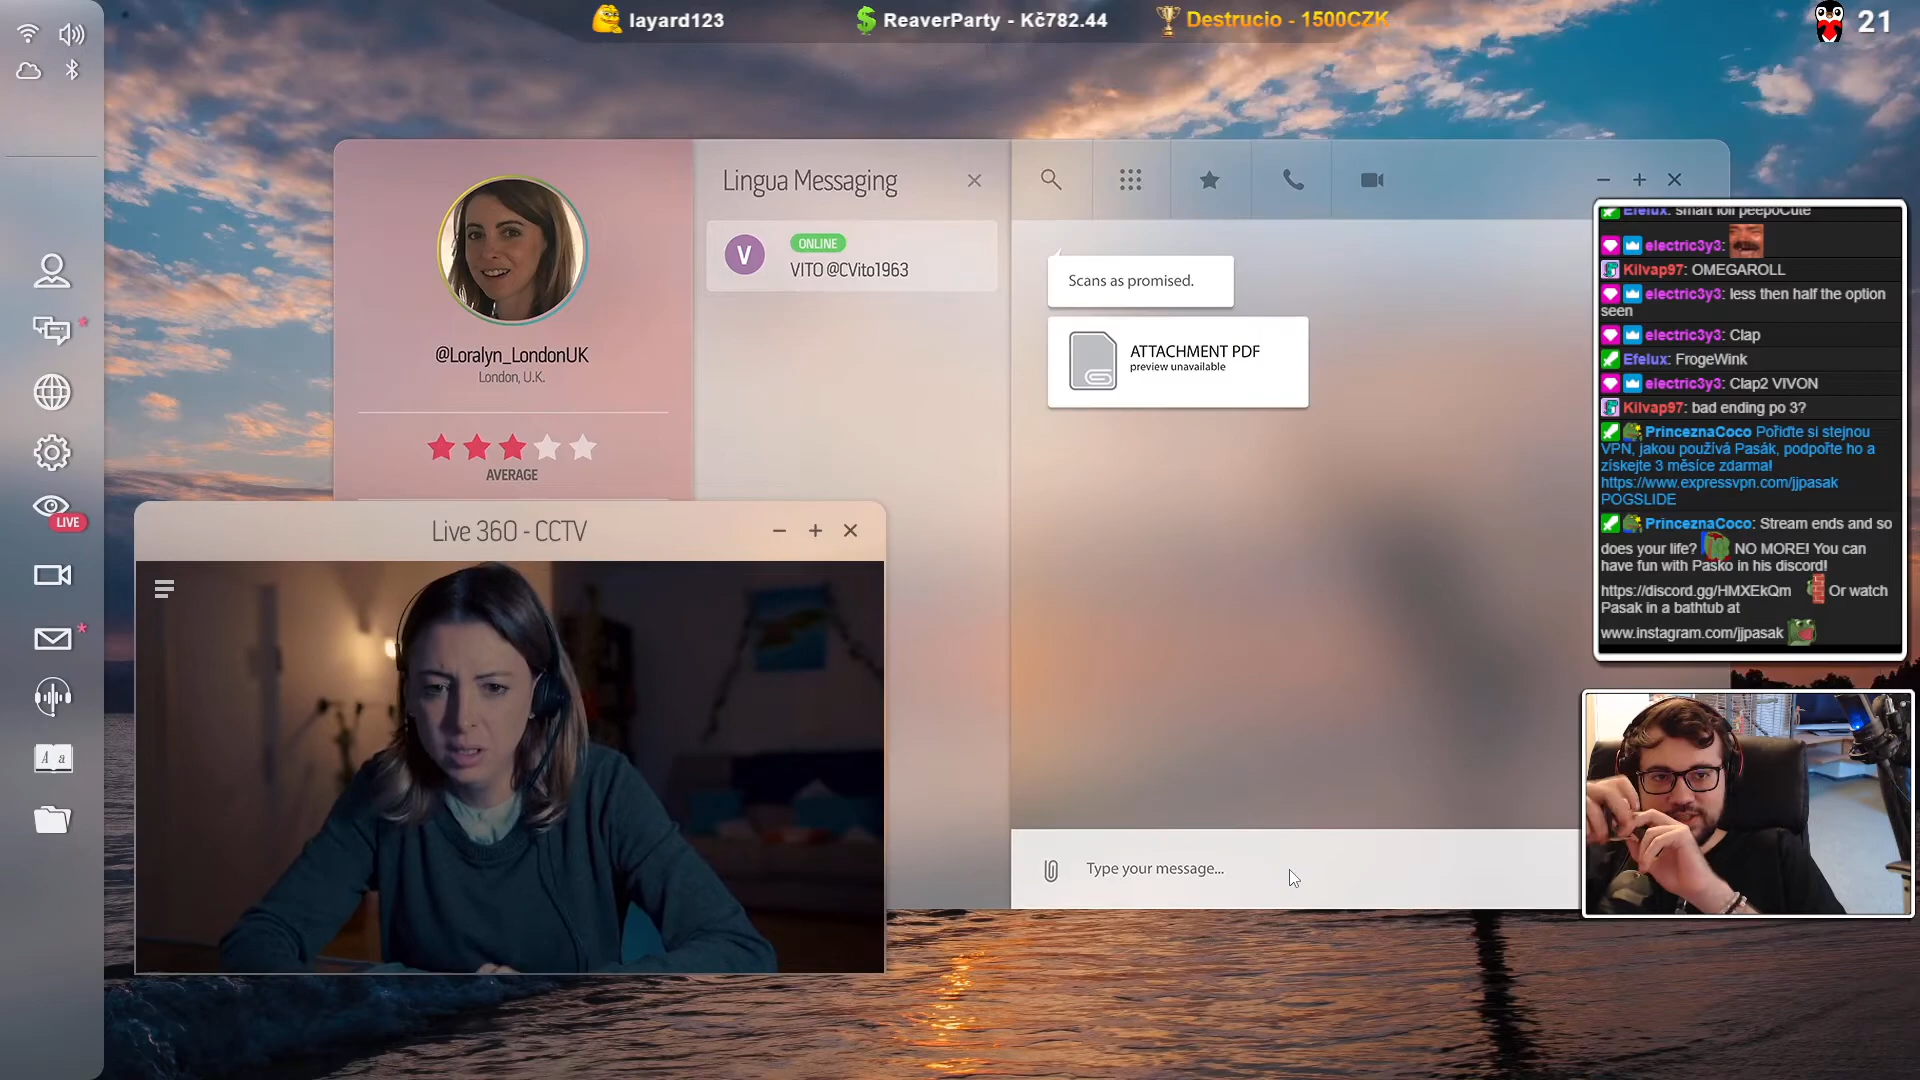 layard123
ReaverParty - Kč782.44
Destrucio - 1500CZK
21
Lingua Messaging
ONLINE
VITO @CVito1963
V
@Loralyn_LondonUK
London, U.K.
AVERAGE
Scans as promised.
ATTACHMENT PDF
preview unavailable
Type your message...
LIVE
A a
Live 360 - CCTV
Efelux: smart loli peepoCute
electric3y3:
Kilvap97: OMEGAROLL
electric3y3: less then half the option
seen
electric3y3: Clap
Efelux: FrogeWink
electric3y3: Clap2 VIVON
Kilvap97: bad ending po 3?
PrinceznaCoco Pořiďte si stejnou
VPN, jakou používá Pasák, podpořte ho a
získejte 3 měsíce zdarma!
https://www.expressvpn.com/jjpasak
POGSLIDE
PrinceznaCoco: Stream ends and so
does your life? NO MORE! You can
have fun with Pasko in his discord!
https://discord.gg/HMXEkQm Or watch
Pasak in a bathtub at
www.instagram.com/jjpasak